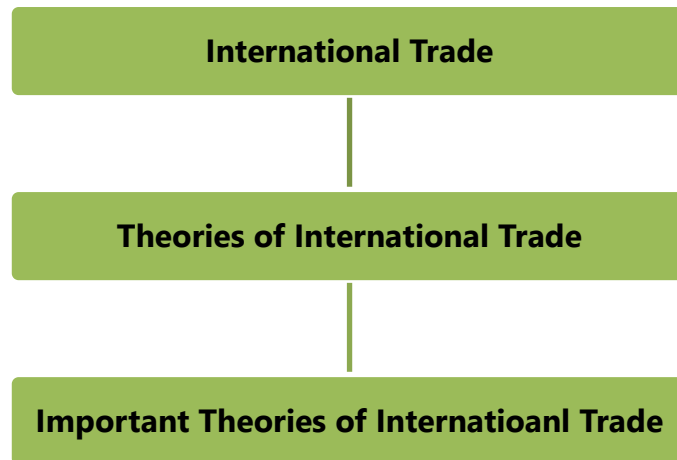 International Trade
Theories of International Trade
Important Theories of Internatioanl Trade